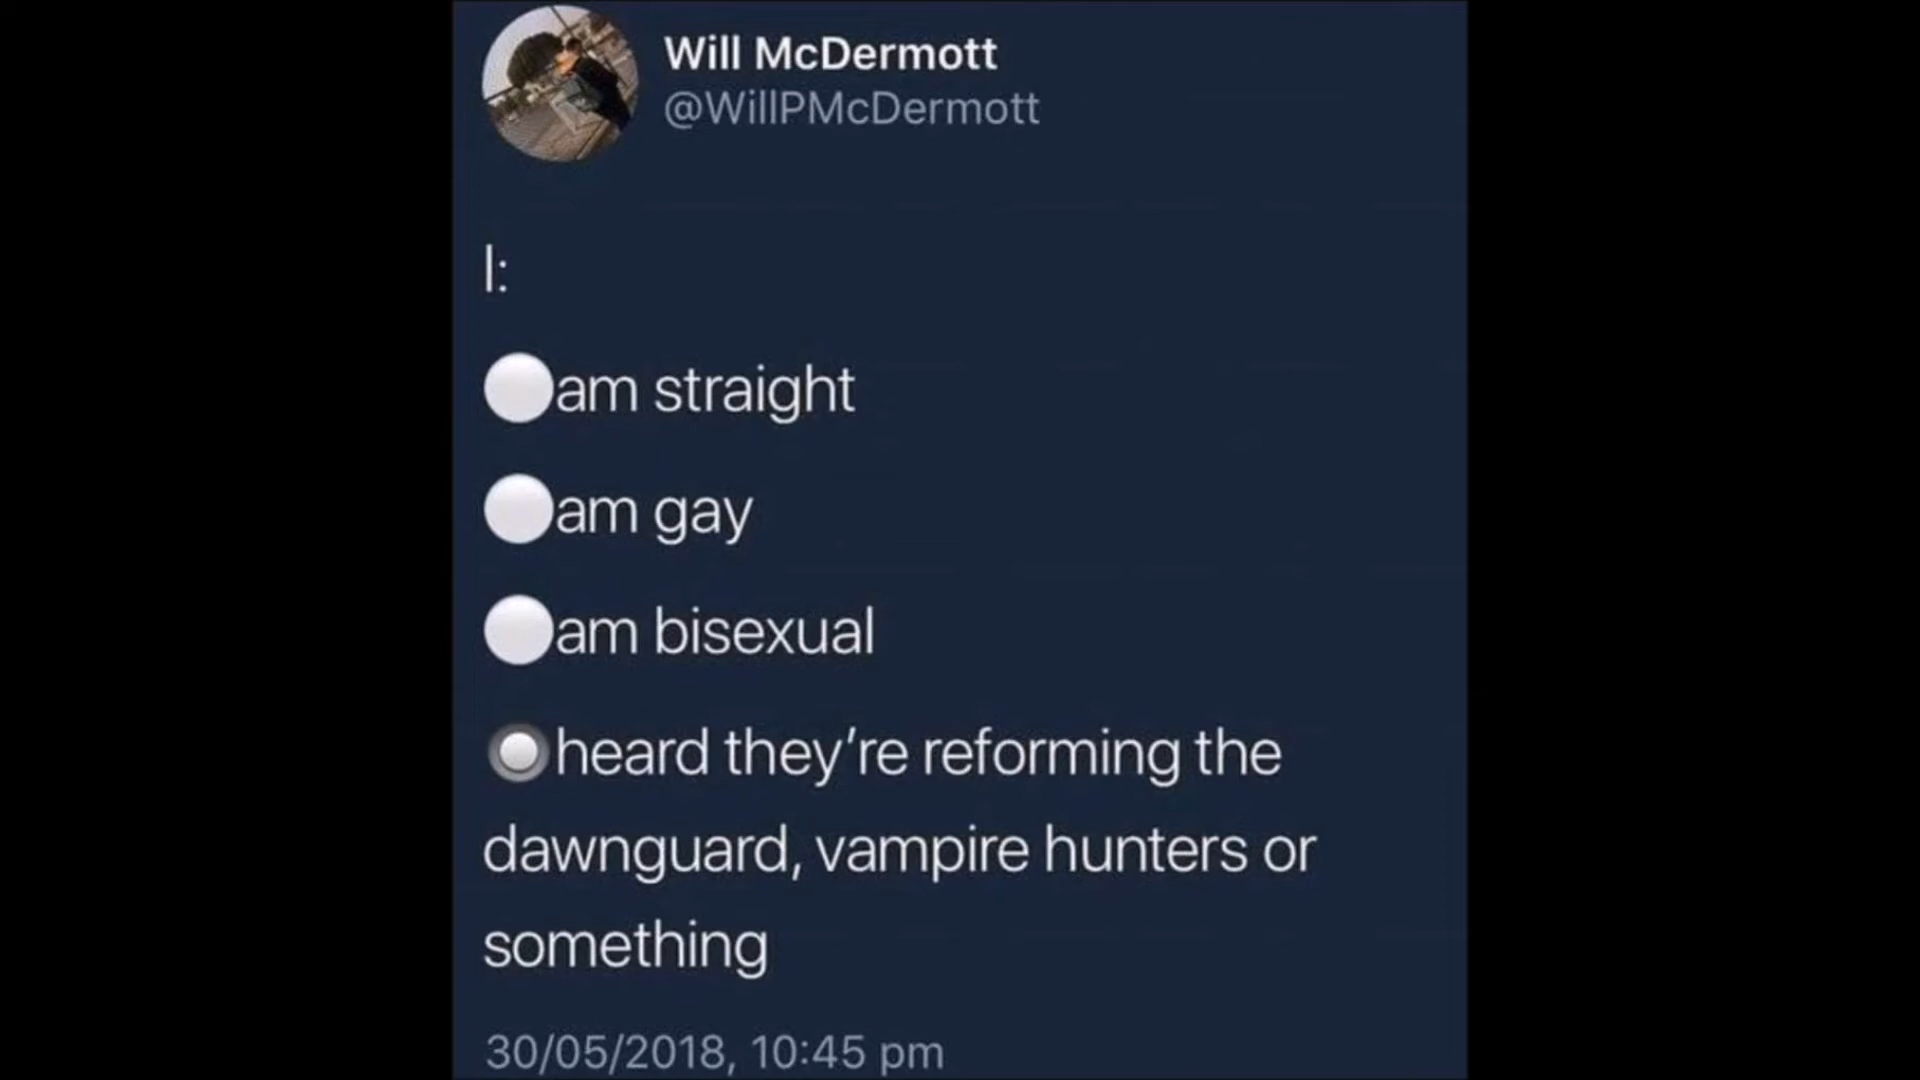 Will McDermott
@WillPMcDermott
I:
am straight
am gay
am bisexual
heard they're reforming the
dawnguard, vampire hunters or
something
30/05/2018, 10:45 pm